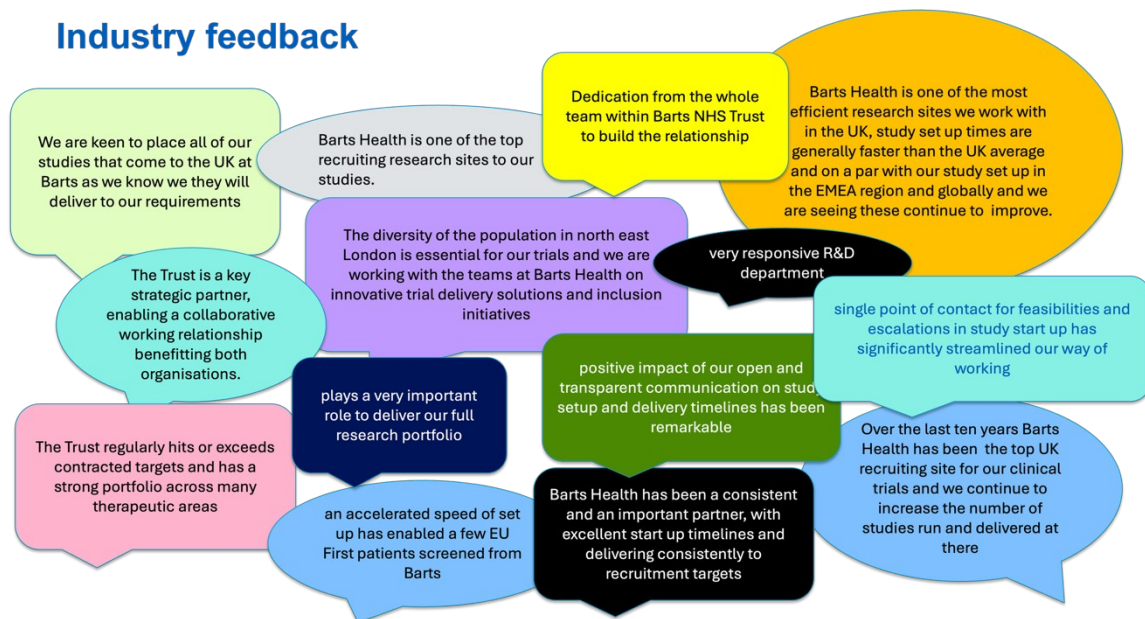 Industry feedback
We are keen to place all of our
studies that come to the UK at
Barts as we know we they will
deliver to our requirements
Barts Health is one of the top
recruiting research sites to our
studies.
Dedication from the whole
team within Barts NHS Trust
to build the relationship
Barts Health is one of the most
efficient research sites we work with
in the UK, study set up times are
generally faster than the UK average
and on a par with our study set up in
the EMEA region and globally and we
are seeing these continue to improve.
The Trust is a key
strategic partner,
enabling a collaborative
working relationship
benefitting both
organisations.
The diversity of the population in north east
London is essential for our trials and we are
working with the teams at Barts Health on
innovative trial delivery solutions and inclusion
initiatives
very responsive R&D
department
single point of contact for feasibilities and
escalations in study start up has
significantly streamlined our way of
working
plays a very important
role to deliver our full
research portfolio
positive impact of our open and
transparent communication on study
setup and delivery timelines has been
remarkable
The Trust regularly hits or exceeds
contracted targets and has a
strong portfolio across many
therapeutic areas
an accelerated speed of set
up has enabled a few EU
First patients screened from
Barts
Barts Health has been a consistent
and an important partner, with
excellent start up timelines and
delivering consistently to
recruitment targets
Over the last ten years Barts
Health has been the top UK
recruiting site for our clinical
trials and we continue to
increase the number of
studies run and delivered at
there